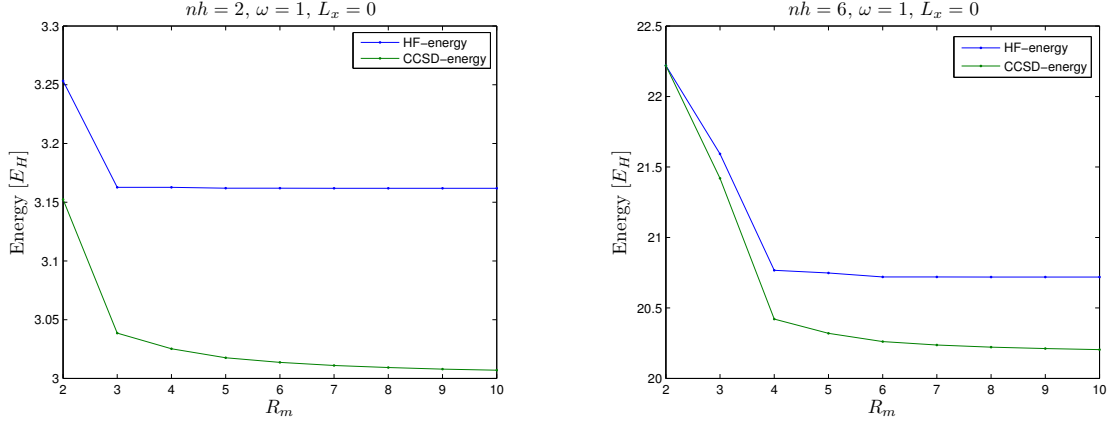 nh = 2, ω = 1, L_x = 0
3.3
3.25
3.2
3.15
3.1
3.05
3
Energy [E_H]
HF−energy
CCSD−energy
2 3 4 5 6 7 8 9 10
R_m
nh = 6, ω = 1, L_x = 0
22.5
22
21.5
21
20.5
20
Energy [E_H]
HF−energy
CCSD−energy
2 3 4 5 6 7 8 9 10
R_m